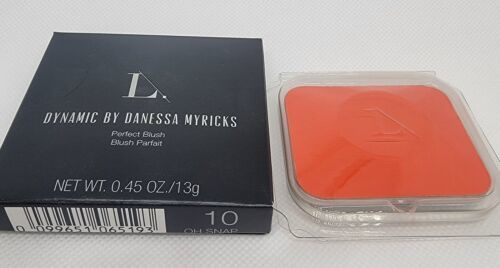 L.
DYNAMIC BY DANESSA MYRICKS
Perfect Blush
Blush Parfait
NET WT. 0.45 OZ./13g
10
OH SNAP
0 099651 065193